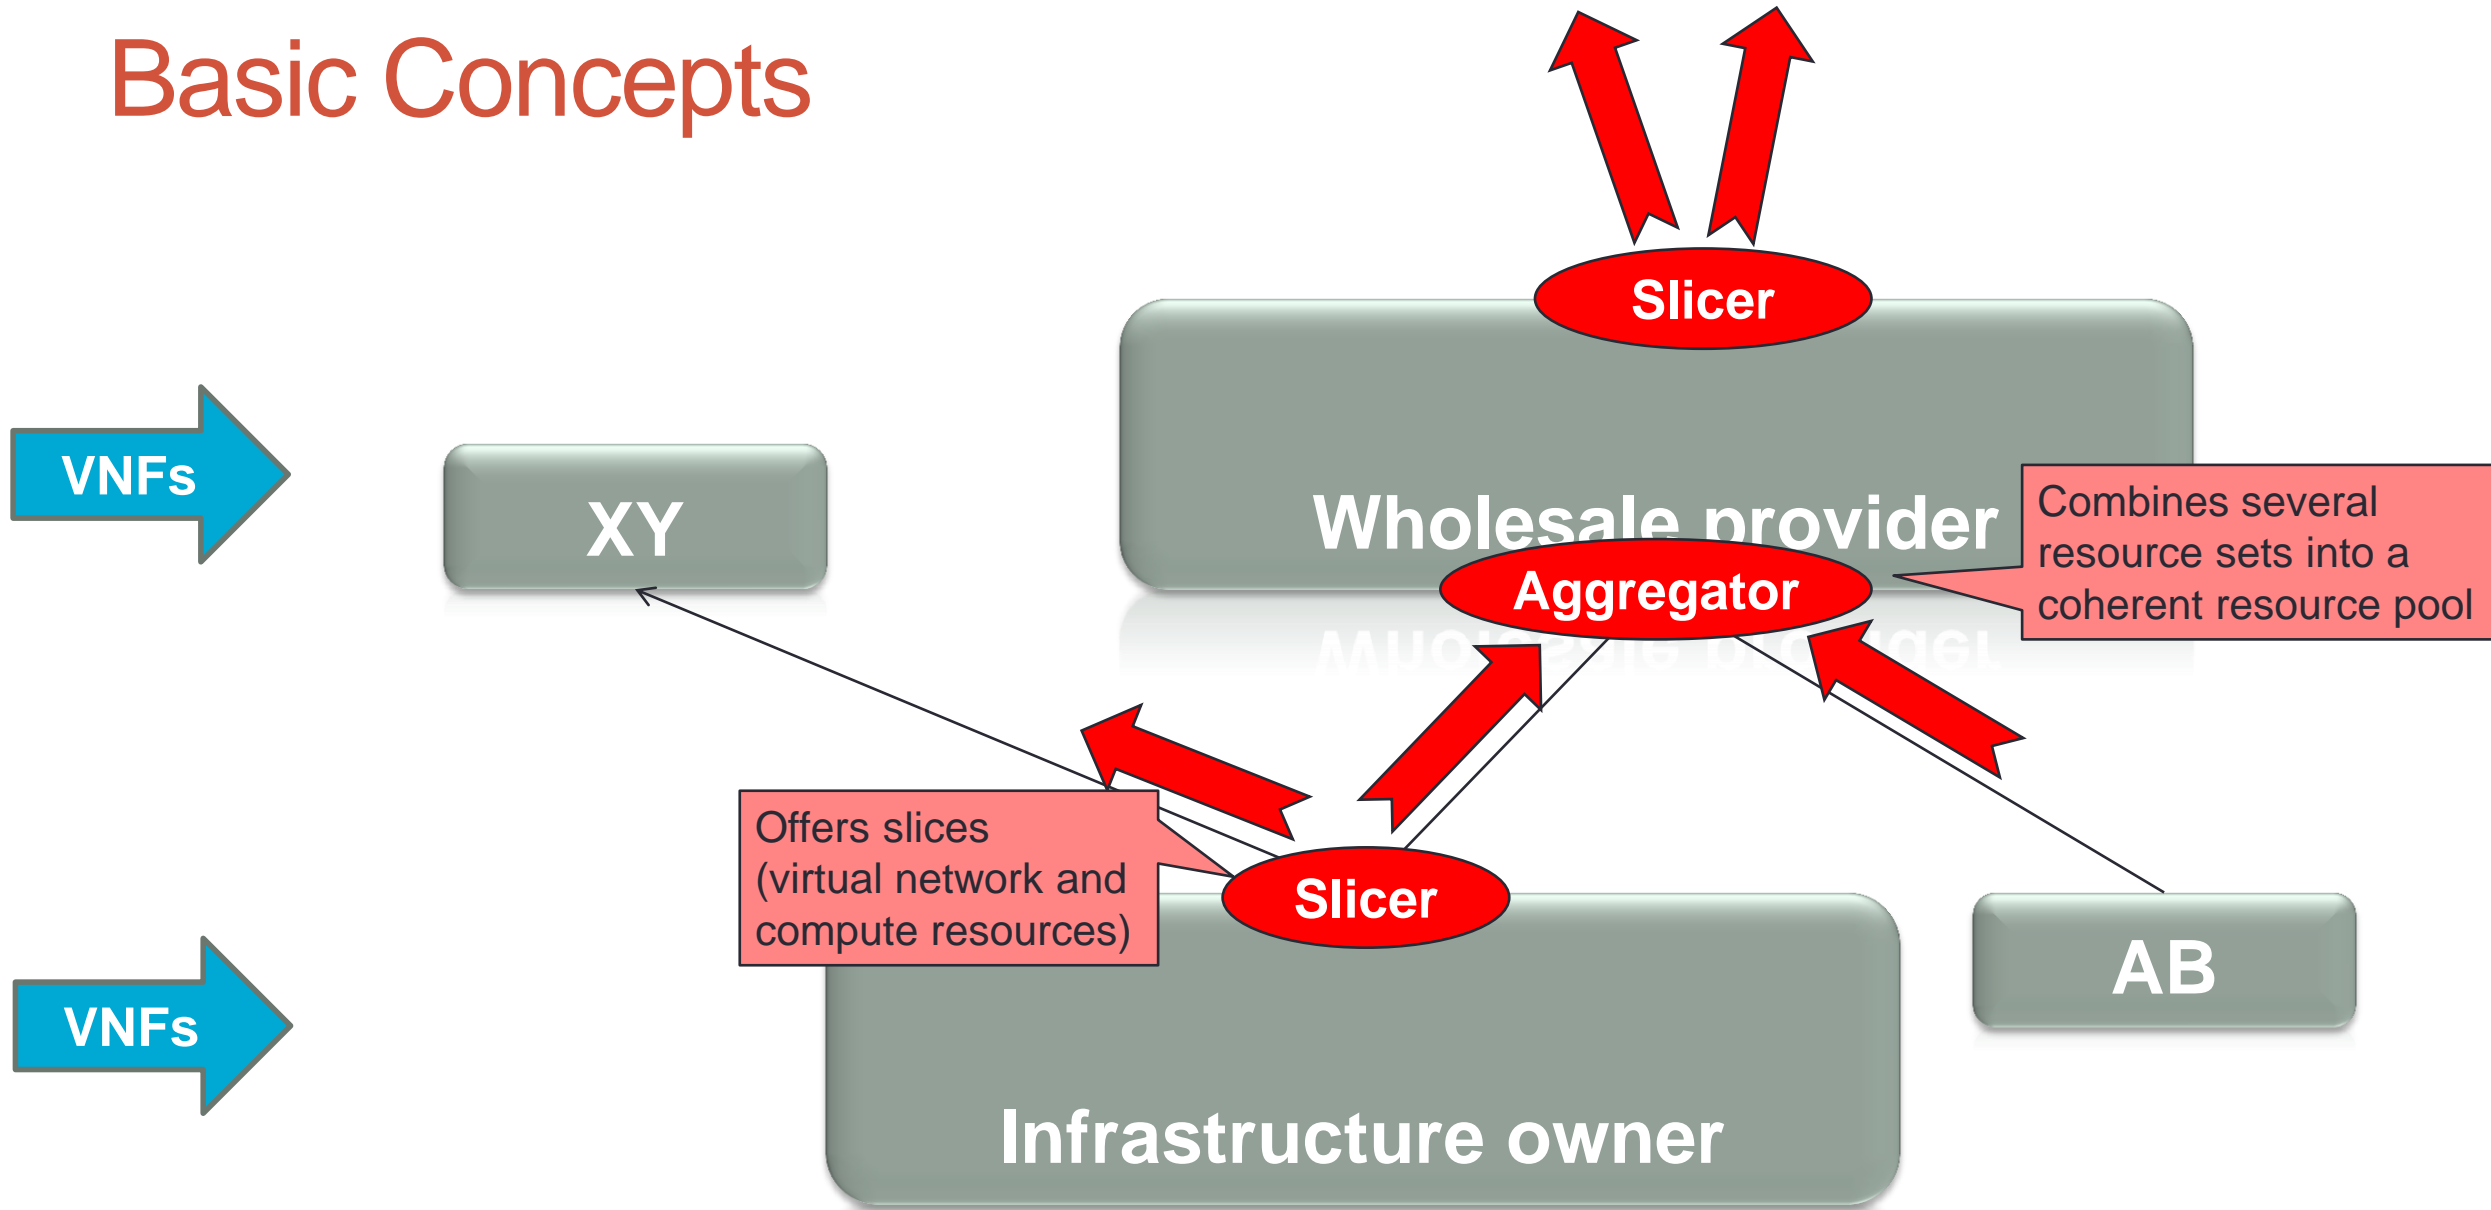 Basic Concepts
Slicer
VNFs
XY
Wholesale provider
Combines several
resource sets into a
coherent resource pool
Aggregator
Offers slices
(virtual network and
compute resources)
Slicer
AB
VNFs
Infrastructure owner